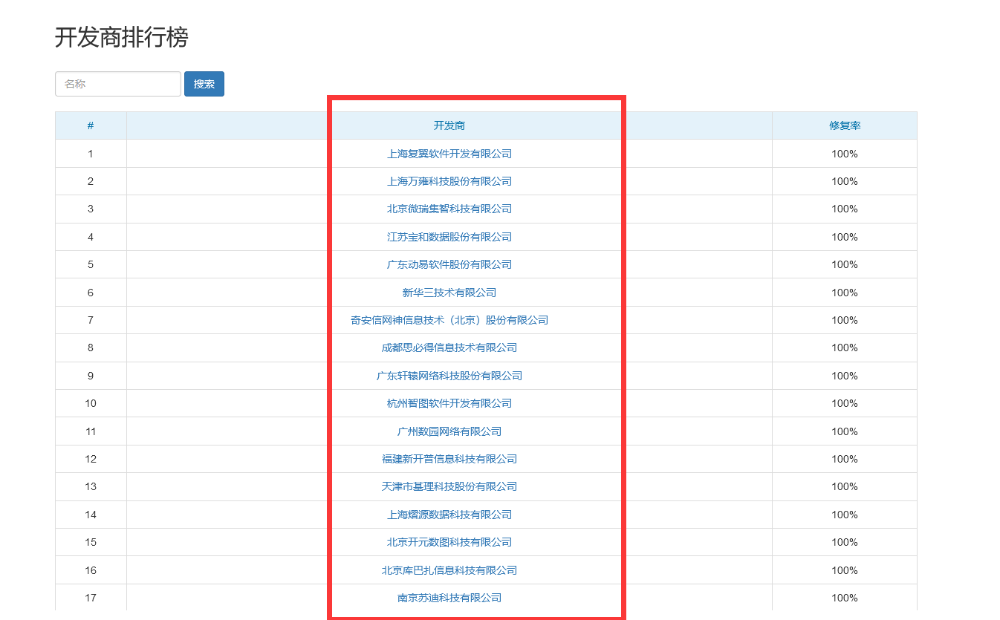 开发商排行榜
名称 搜索
# 开发商 修复率
1 上海复翼软件开发有限公司 100%
2 上海万雍科技股份有限公司 100%
3 北京微瑞集智科技有限公司 100%
4 江苏宝和数据股份有限公司 100%
5 广东动易软件股份有限公司 100%
6 新华三技术有限公司 100%
7 奇安信网神信息技术（北京）股份有限公司 100%
8 成都思必得信息技术有限公司 100%
9 广东轩辕网络科技股份有限公司 100%
10 杭州智图软件开发有限公司 100%
11 广州数园网络有限公司 100%
12 福建新开普信息科技有限公司 100%
13 天津市基理科技股份有限公司 100%
14 上海熠源数据科技有限公司 100%
15 北京开元数图科技有限公司 100%
16 北京库巴扎信息科技有限公司 100%
17 南京苏迪科技有限公司 100%